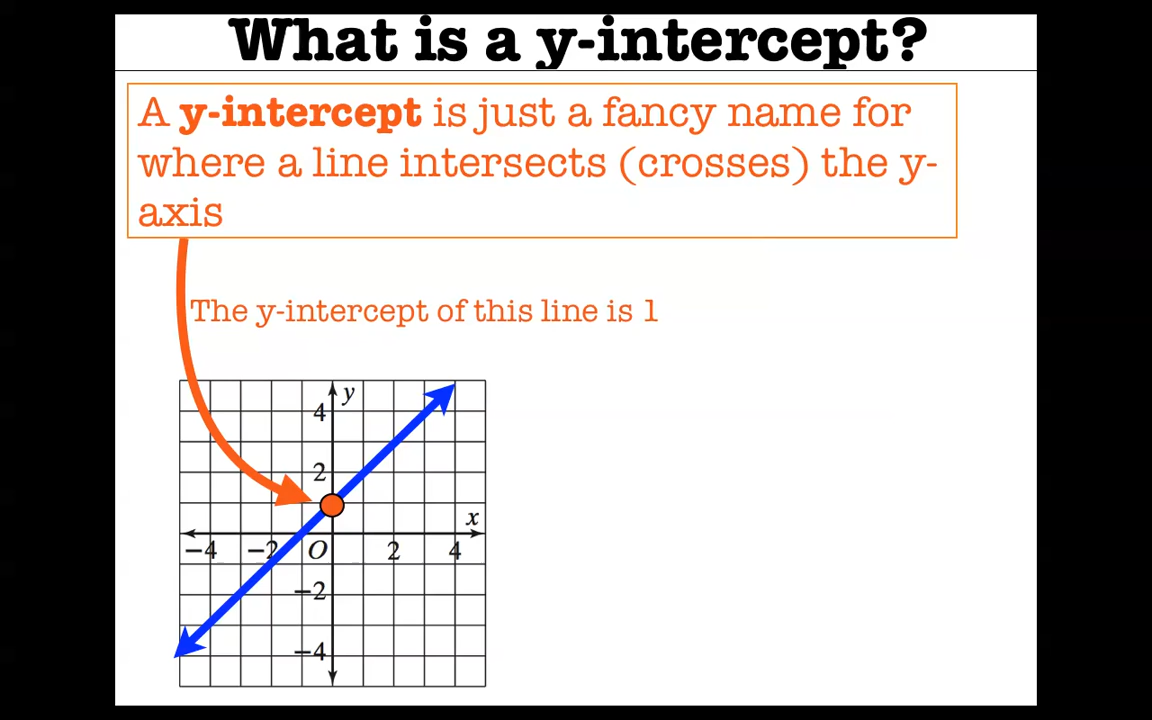 What is a y-intercept?
A y-intercept is just a fancy name for
where a line intersects (crosses) the y-
axis
The y-intercept of this line is 1
y
4
2
x
−4 −2 O 2 4
−2
−4